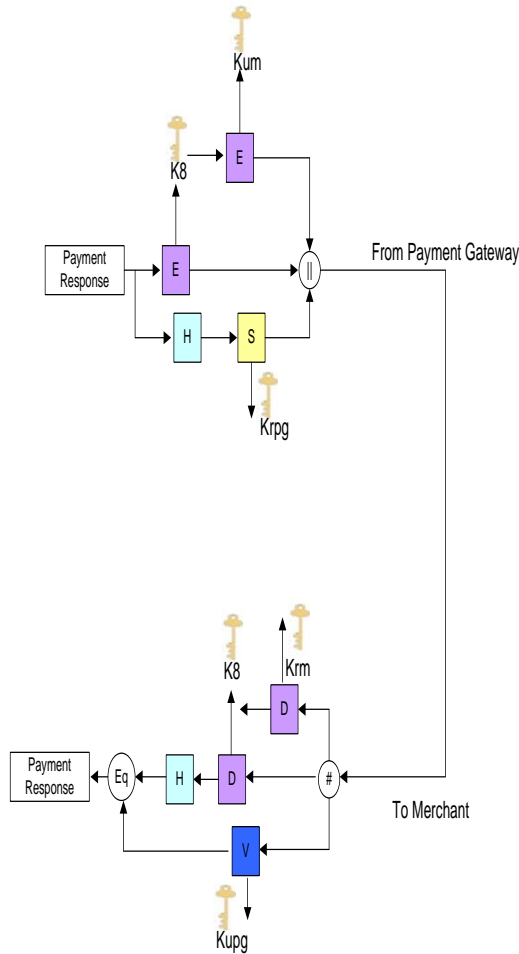 Kum
E
K8
Payment
Response
E
||
From Payment Gateway
H
S
Krpg
K8
Krm
D
Payment
Response
Eq
H
D
#
To Merchant
V
Kupg